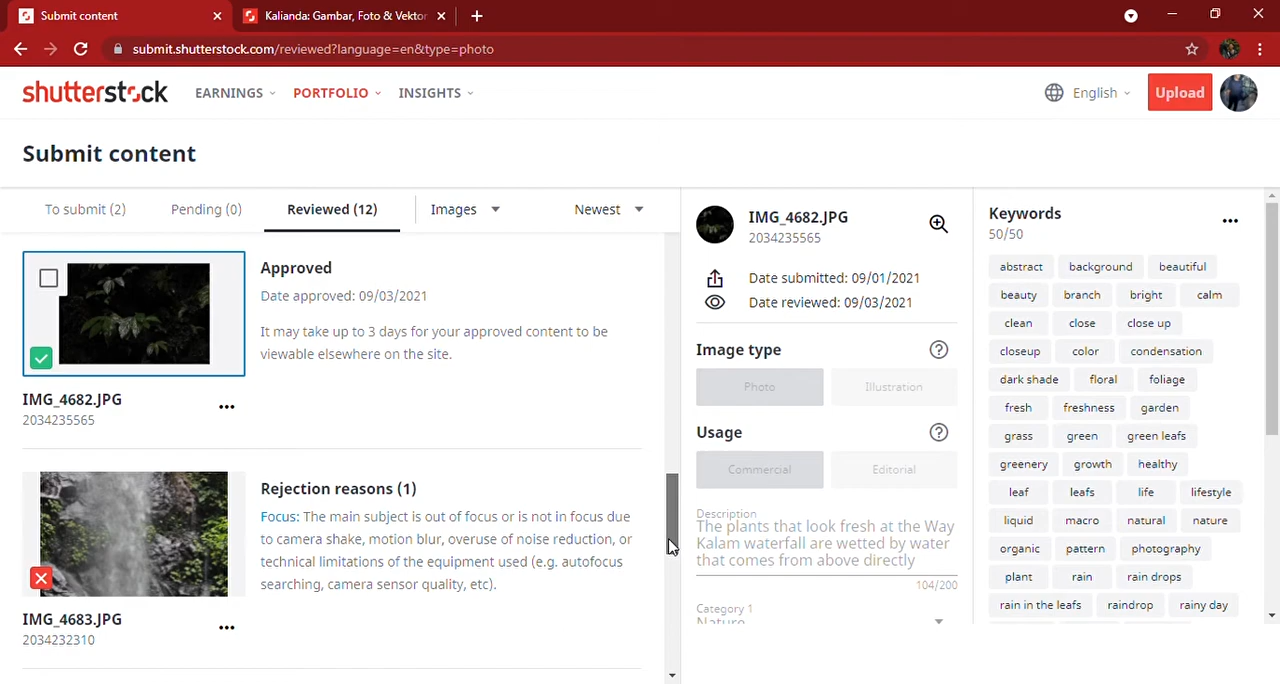 Submit content
Kalianda: Gambar, Foto & Vektor
submit.shutterstock.com/reviewed?language=en&type=photo
shutterstock
EARNINGS
PORTFOLIO
INSIGHTS
English
Upload
Submit content
To submit (2)
Pending (0)
Reviewed (12)
Images
Newest
Approved
Date approved: 09/03/2021
It may take up to 3 days for your approved content to be
viewable elsewhere on the site.
IMG_4682.JPG
2034235565
Rejection reasons (1)
Focus: The main subject is out of focus or is not in focus due
to camera shake, motion blur, overuse of noise reduction, or
technical limitations of the equipment used (e.g. autofocus
searching, camera sensor quality, etc).
IMG_4683.JPG
2034232310
IMG_4682.JPG
2034235565
Date submitted: 09/01/2021
Date reviewed: 09/03/2021
Image type
Photo
Illustration
Usage
Commercial
Editorial
Description
The plants that look fresh at the Way
Kalam waterfall are wetted by water
that comes from above directly
104/200
Category 1
Nature
Keywords
50/50
abstract background beautiful
beauty branch bright calm
clean close close up
closeup color condensation
dark shade floral foliage
fresh freshness garden
grass green green leafs
greenery growth healthy
leaf leafs life lifestyle
liquid macro natural nature
organic pattern photography
plant rain rain drops
rain in the leafs raindrop rainy day